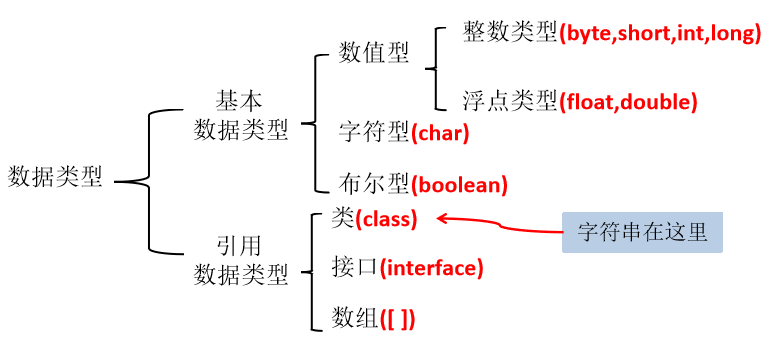 数据类型
基本
数据类型
数值型
整数类型(byte,short,int,long)
浮点类型(float,double)
字符型(char)
布尔型(boolean)
引用
数据类型
类(class)
字符串在这里
接口(interface)
数组([ ])